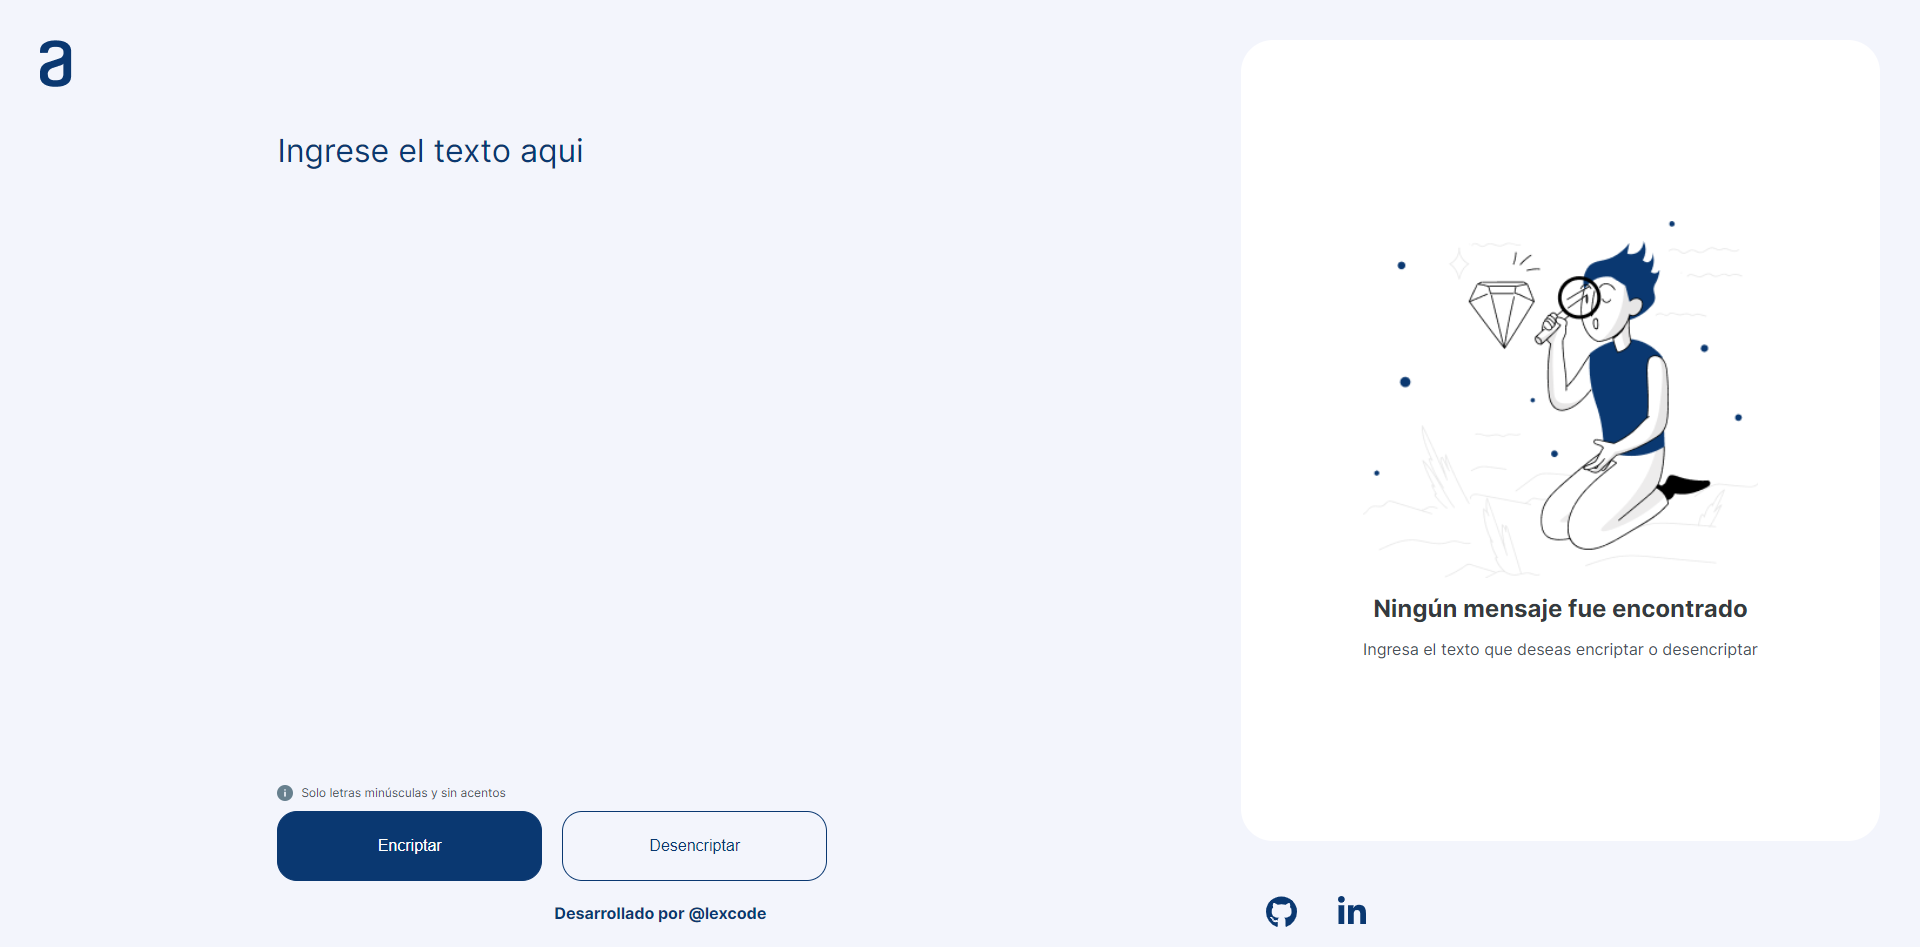 a
Ingrese el texto aqui
Ningún mensaje fue encontrado
Ingresa el texto que deseas encriptar o desencriptar
Solo letras minúsculas y sin acentos
Encriptar
Desencriptar
Desarrollado por @lexcode
in